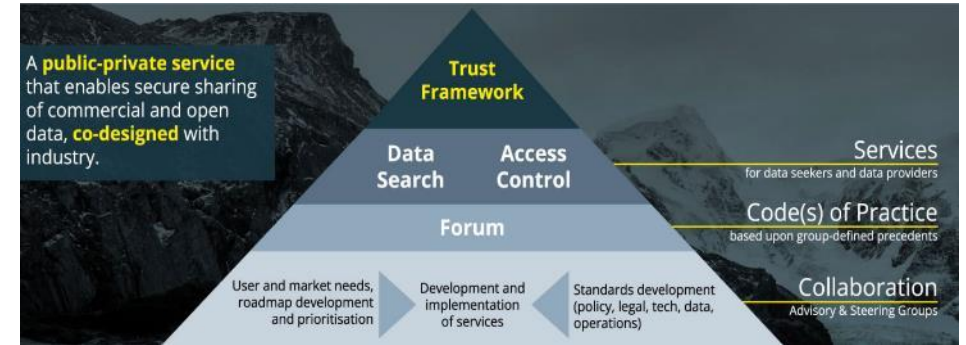 A public-private service
that enables secure sharing
of commercial and open
data, co-designed with
industry.
Trust
Framework
Data
Search
Access
Control
Forum
User and market needs,
roadmap development
and prioritisation
Development and
implementation
of services
Standards development
(policy, legal, tech, data,
operations)
Services
for data seekers and data providers
Code(s) of Practice
based upon group-defined precedents
Collaboration
Advisory & Steering Groups